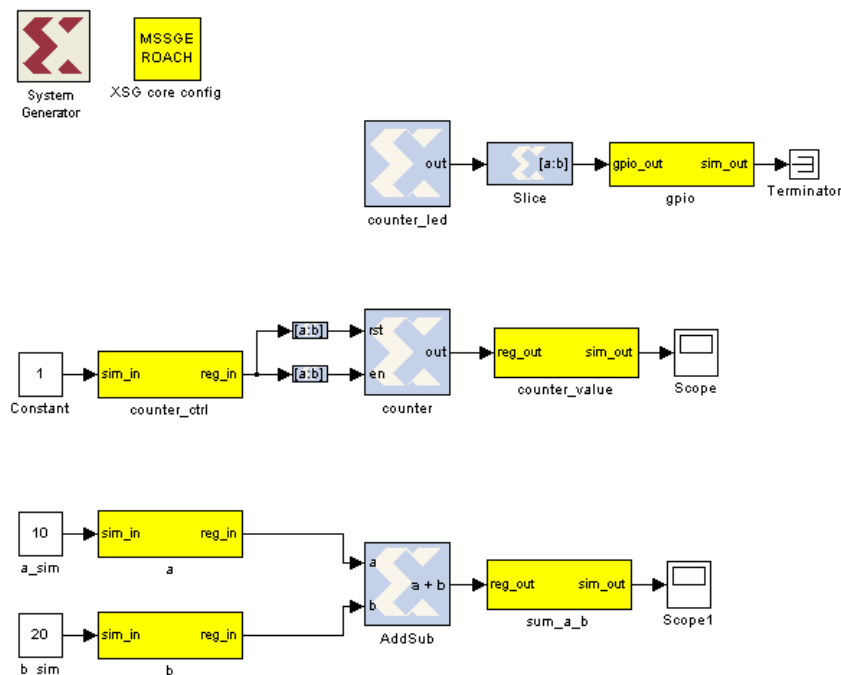 MSSGE
ROACH
System
Generator
XSG core config
out
[a:b]
gpio_out
sim_out
counter_led
Slice
gpio
Terminator
[a:b]
rst
1
sim_in
reg_in
out
reg_out
sim_out
[a:b]
en
Constant
counter_ctrl
counter
counter_value
Scope
10
sim_in
reg_in
a_sim
a
a
a + b
reg_out
sim_out
b
20
sim_in
reg_in
AddSub
sum_a_b
Scope1
b_sim
b